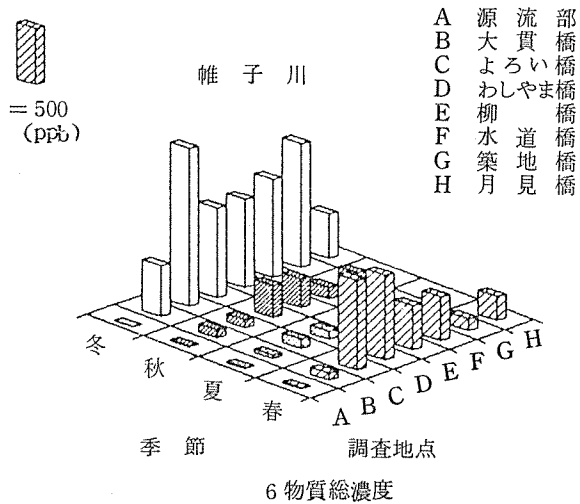 = 500
(ppb)
帷子川
A 源流部
B 大貫橋
C よろい橋
D わしやま橋
E 柳橋
F 水道橋
G 築地橋
H 月見橋
冬
秋
夏
春
A
B
C
D
E
F
G
H
季節
調査地点
6物質総濃度